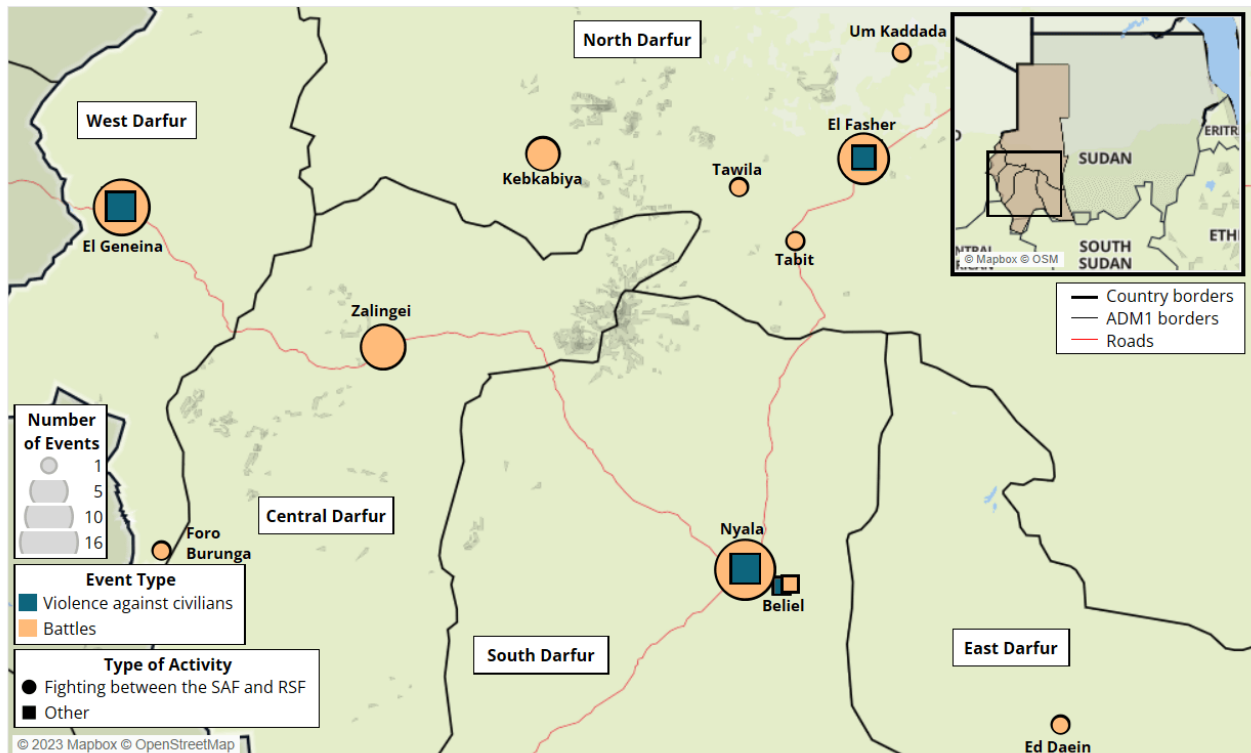 North Darfur
Um Kaddada
West Darfur
El Fasher
Kebkabiya
Tawila
El Geneina
Tabit
Zalingei
SUDAN
ERITR
SOUTH
SUDAN
ETHI
NTRAL
RICAN
© Mapbox © OSM
Country borders
ADM1 borders
Roads
Number
of Events
1
5
10
16
Central Darfur
Foro
Burunga
Nyala
Beliel
Event Type
Violence against civilians
Battles
South Darfur
East Darfur
Type of Activity
Fighting between the SAF and RSF
Other
Ed Daein
© 2023 Mapbox © OpenStreetMap